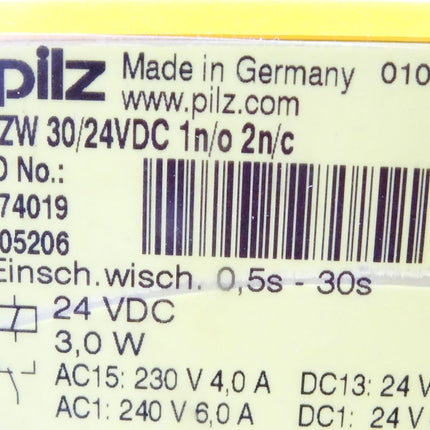 pilz Made in Germany 010
www.pilz.com
ZW 30/24VDC 1n/o 2n/c
D No.:
74019
05206
Einsch.wisch. 0,5s - 30s
24 VDC
3,0 W
AC15: 230 V 4,0 A DC13: 24 V
AC1: 240 V 6,0 A DC1: 24 V